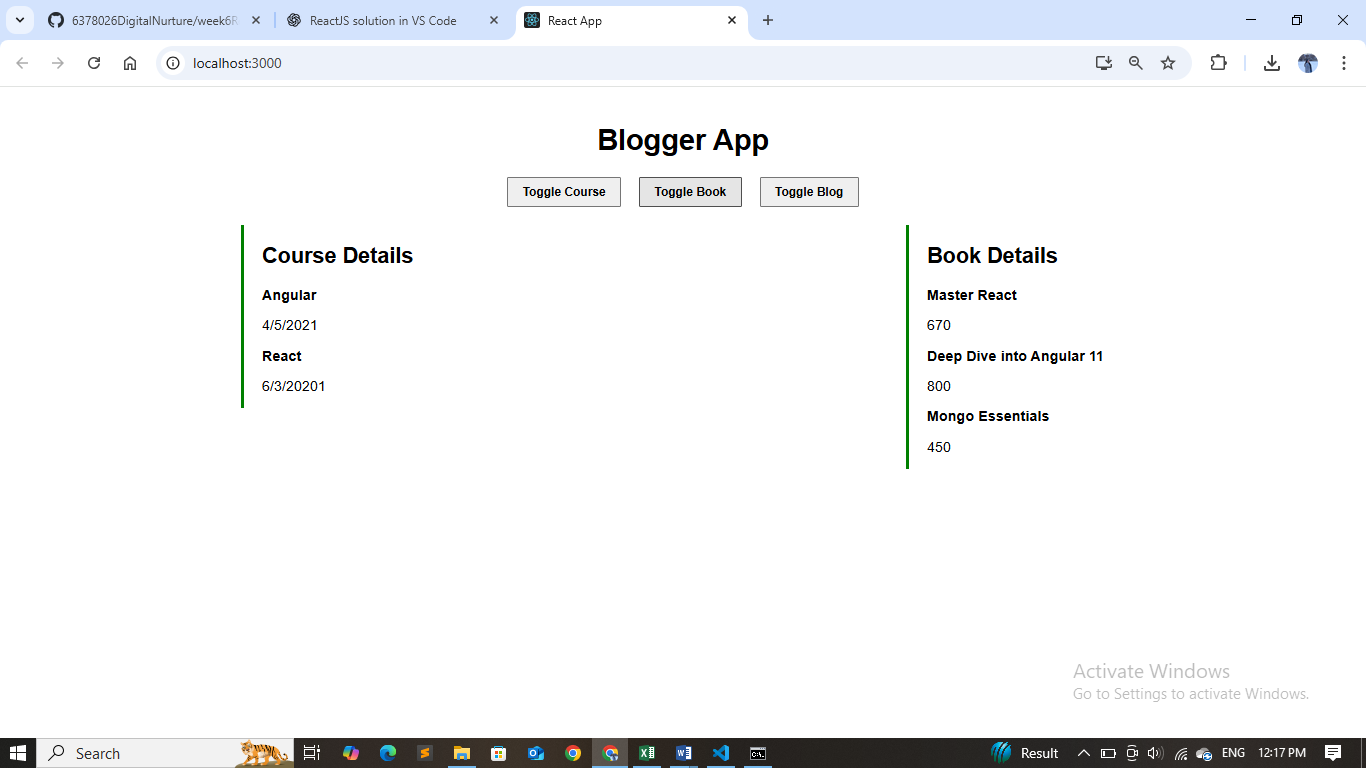 6378026DigitalNurture/week6R
ReactJS solution in VS Code
React App
localhost:3000
Blogger App
Toggle Course
Toggle Book
Toggle Blog
Course Details
Angular
4/5/2021
React
6/3/20201
Book Details
Master React
670
Deep Dive into Angular 11
800
Mongo Essentials
450
Activate Windows
Go to Settings to activate Windows.
Search
Result
ENG
12:17 PM